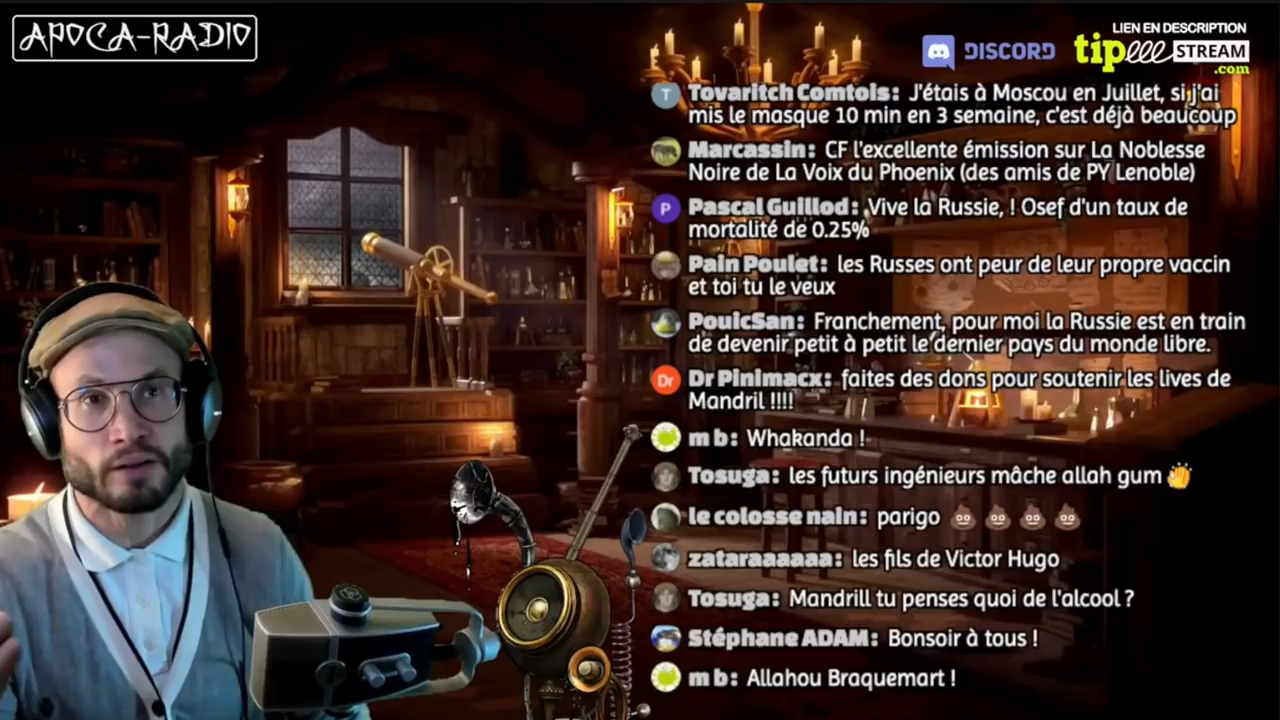 APOCA-RADIO
LIEN EN DESCRIPTION
DISCORD
tipeee STREAM
.com
T Tovaritch Comtois: J'étais à Moscou en Juillet, si j'ai
mis le masque 10 min en 3 semaine, c'est déjà beaucoup
Marcassin: CF l'excellente émission sur La Noblesse
Noire de La Voix du Phoenix (des amis de PY Lenoble)
P Pascal Guillod: Vive la Russie, ! Osef d'un taux de
mortalité de 0.25%
Pain Poulet: les Russes ont peur de leur propre vaccin
et toi tu le veux
PouicSan: Franchement, pour moi la Russie est en train
de devenir petit à petit le dernier pays du monde libre.
Dr Dr Pinimacx: faites des dons pour soutenir les lives de
Mandril !!!!
m b: Whakanda !
Tosuga: les futurs ingénieurs mâche allah gum 👏
le colosse nain: parigo 💩 💩 💩 💩
zataraaaaaa: les fils de Victor Hugo
Tosuga: Mandrill tu penses quoi de l'alcool ?
Stéphane ADAM: Bonsoir à tous !
m b: Allahou Braquemart !